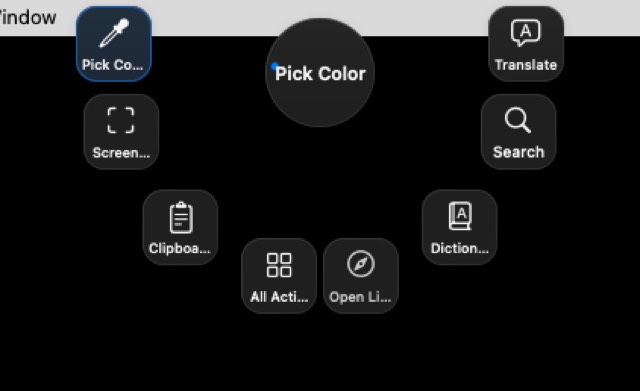 Window
Pick Co...
Pick Color
A
Translate
Screen...
Search
Clipboa...
A
Diction...
All Acti...
Open Li...